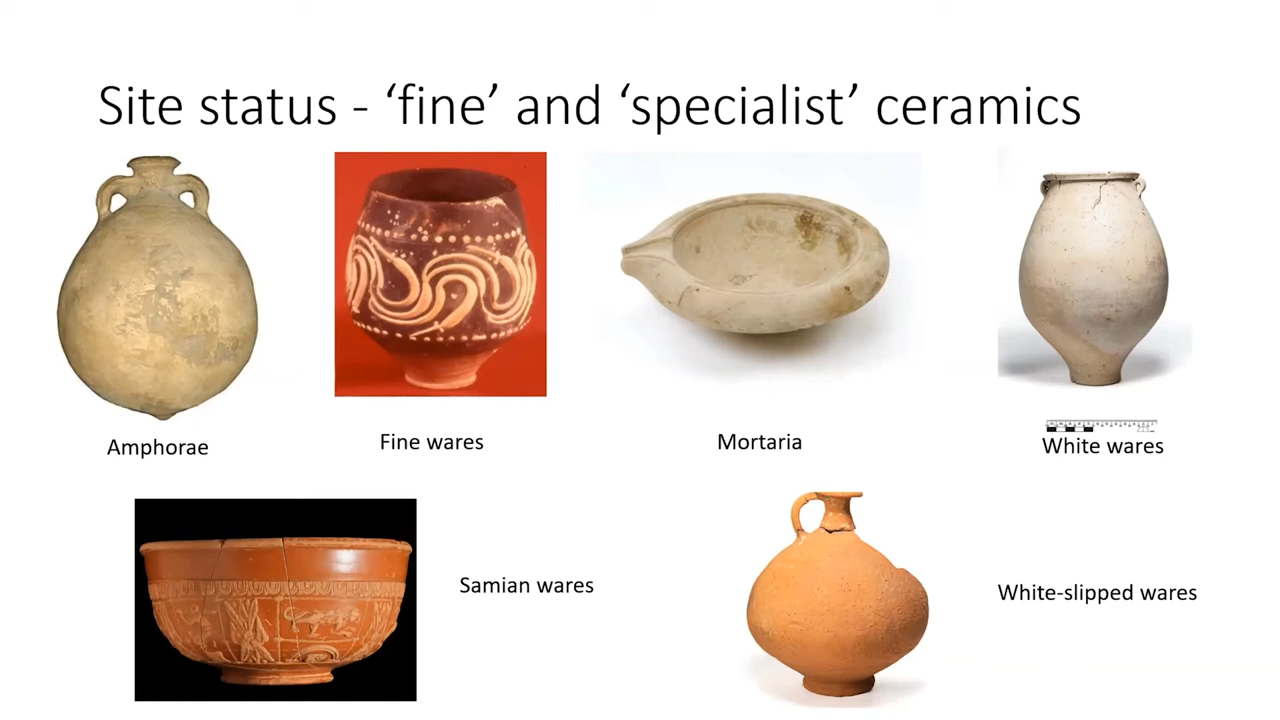 Site status - ‘fine’ and ‘specialist’ ceramics
Amphorae
Fine wares
Mortaria
White wares
Samian wares
White-slipped wares